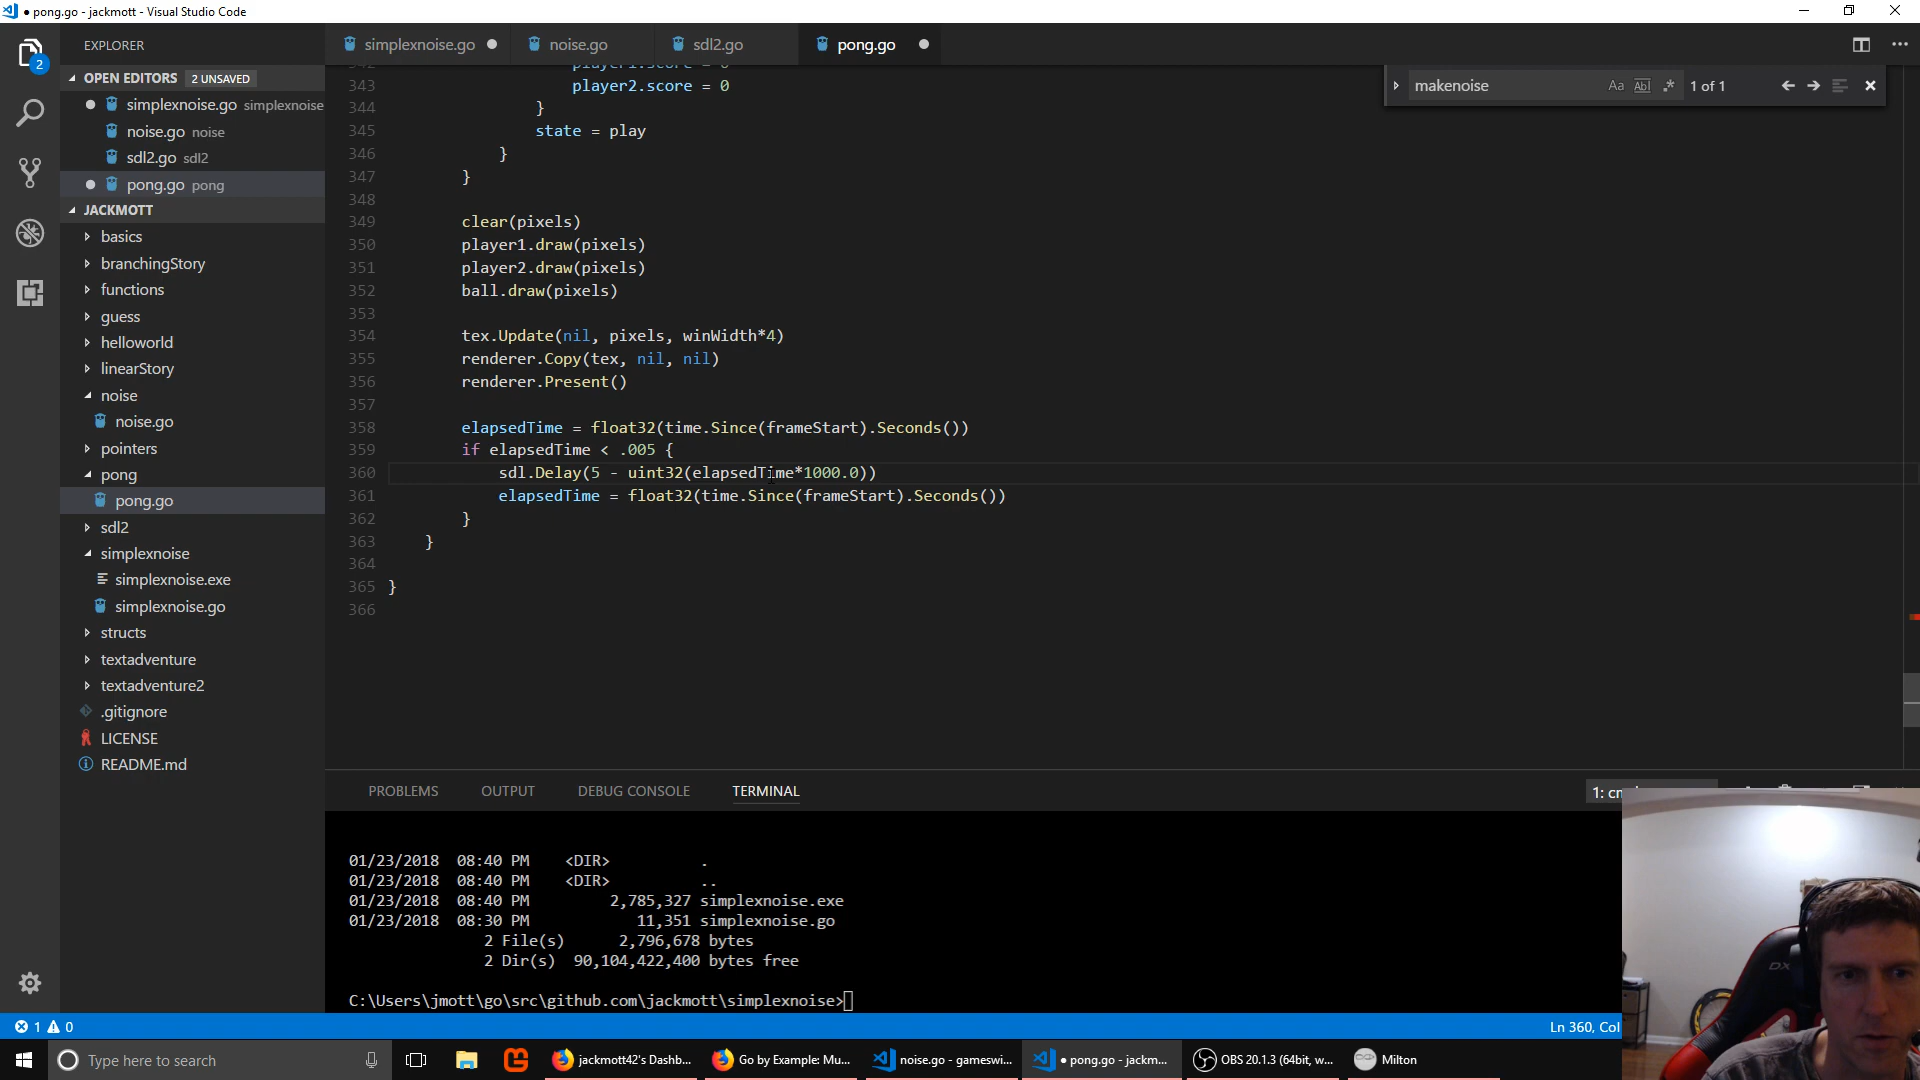 ● pong.go - jackmott - Visual Studio Code
EXPLORER
OPEN EDITORS 2 UNSAVED
simplexnoise.go simplexnoise
noise.go noise
sdl2.go sdl2
pong.go pong
JACKMOTT
basics
branchingStory
functions
guess
helloworld
linearStory
noise
noise.go
pointers
pong
pong.go
sdl2
simplexnoise
simplexnoise.exe
simplexnoise.go
structs
textadventure
textadventure2
.gitignore
LICENSE
README.md
2
simplexnoise.go
noise.go
sdl2.go
pong.go
makenoise
Aa Abl .* 1 of 1
343 player2.score = 0
344 }
345 state = play
346 }
347 }
348
349 clear(pixels)
350 player1.draw(pixels)
351 player2.draw(pixels)
352 ball.draw(pixels)
353
354 tex.Update(nil, pixels, winWidth*4)
355 renderer.Copy(tex, nil, nil)
356 renderer.Present()
357
358 elapsedTime = float32(time.Since(frameStart).Seconds())
359 if elapsedTime < .005 {
360 sdl.Delay(5 - uint32(elapsedTime*1000.0))
361 elapsedTime = float32(time.Since(frameStart).Seconds())
362 }
363 }
364
365 }
366
PROBLEMS OUTPUT DEBUG CONSOLE TERMINAL
1: cm
01/23/2018 08:40 PM <DIR> .
01/23/2018 08:40 PM <DIR> ..
01/23/2018 08:40 PM 2,785,327 simplexnoise.exe
01/23/2018 08:30 PM 11,351 simplexnoise.go
2 File(s) 2,796,678 bytes
2 Dir(s) 90,104,422,400 bytes free
C:\Users\jmott\go\src\github.com\jackmott\simplexnoise>
1 0
Ln 360, Col
Type here to search
jackmott42's Dashb...
Go by Example: Mu...
noise.go - gameswi...
● pong.go - jackm...
OBS 20.1.3 (64bit, w...
Milton
DX